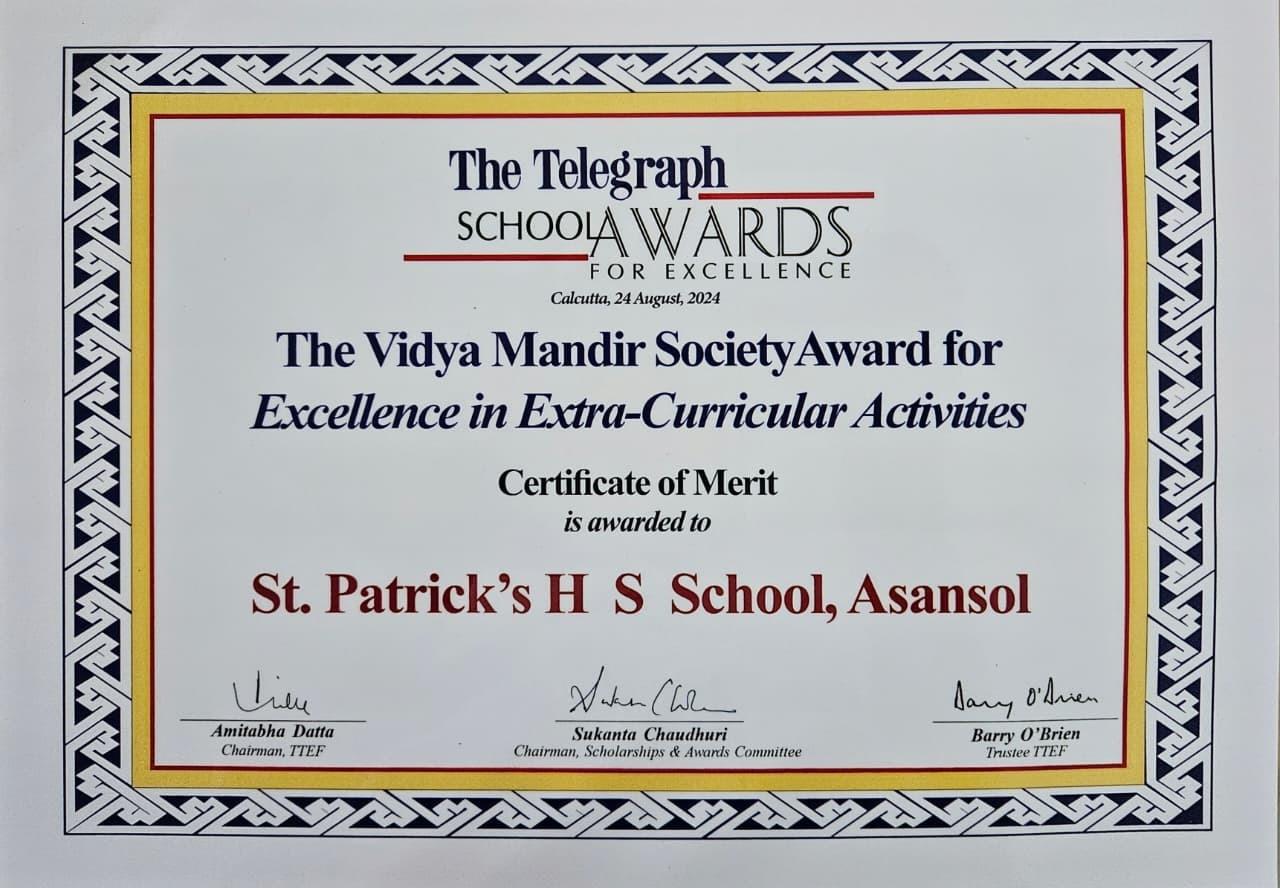 The Telegraph
SCHOOL AWARDS
FOR EXCELLENCE
Calcutta, 24 August, 2024
The Vidya Mandir Society Award for
Excellence in Extra-Curricular Activities
Certificate of Merit
is awarded to
St. Patrick's H S School, Asansol
Amitabha Datta
Chairman, TTEF
Sukanta Chaudhuri
Chairman, Scholarships & Awards Committee
Barry O'Brien
Barry O'Brien
Trustee TTEF